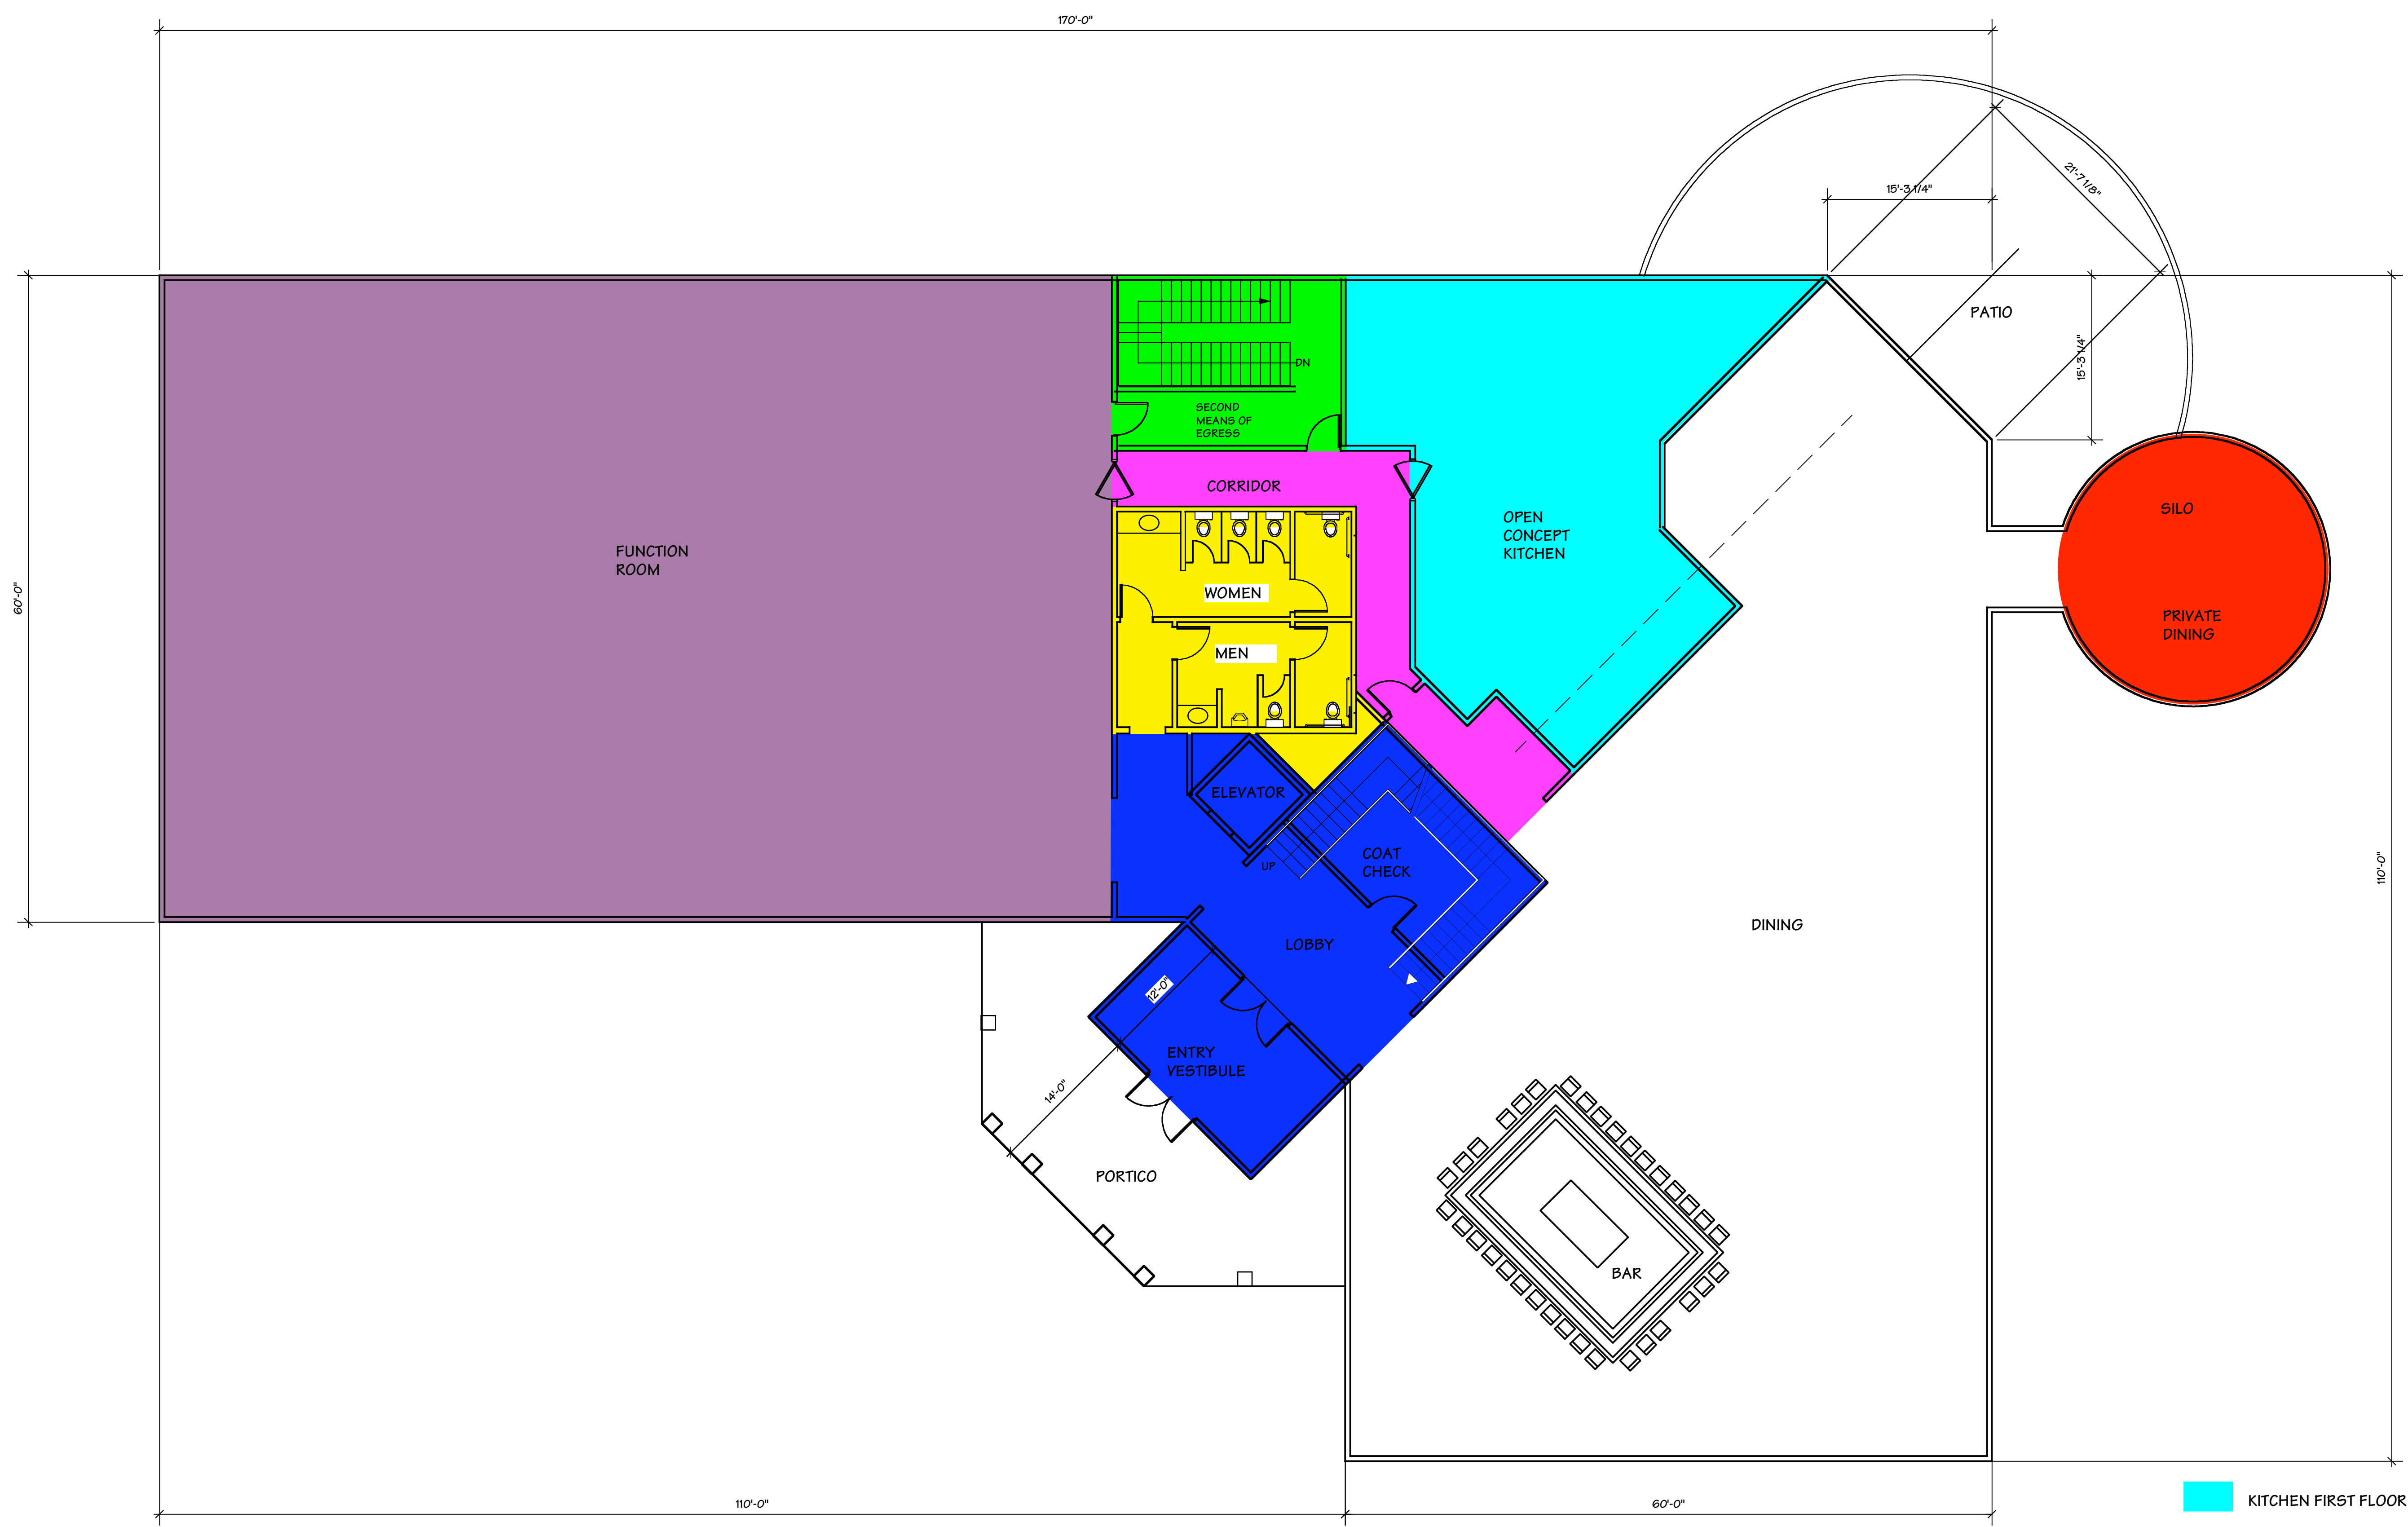 170'-0"
21'-7 1/8"
15'-3 1/4"
PATIO
15'-3 1/4"
DN
SECOND
MEANS OF
EGRESS
CORRIDOR
SILO
OPEN
CONCEPT
KITCHEN
FUNCTION
ROOM
60'-0"
WOMEN
PRIVATE
DINING
MEN
ELEVATOR
COAT
CHECK
UP
110'-0"
DINING
LOBBY
12'-0"
ENTRY
VESTIBULE
14'-0"
PORTICO
BAR
KITCHEN FIRST FLOOR
110'-0"
60'-0"